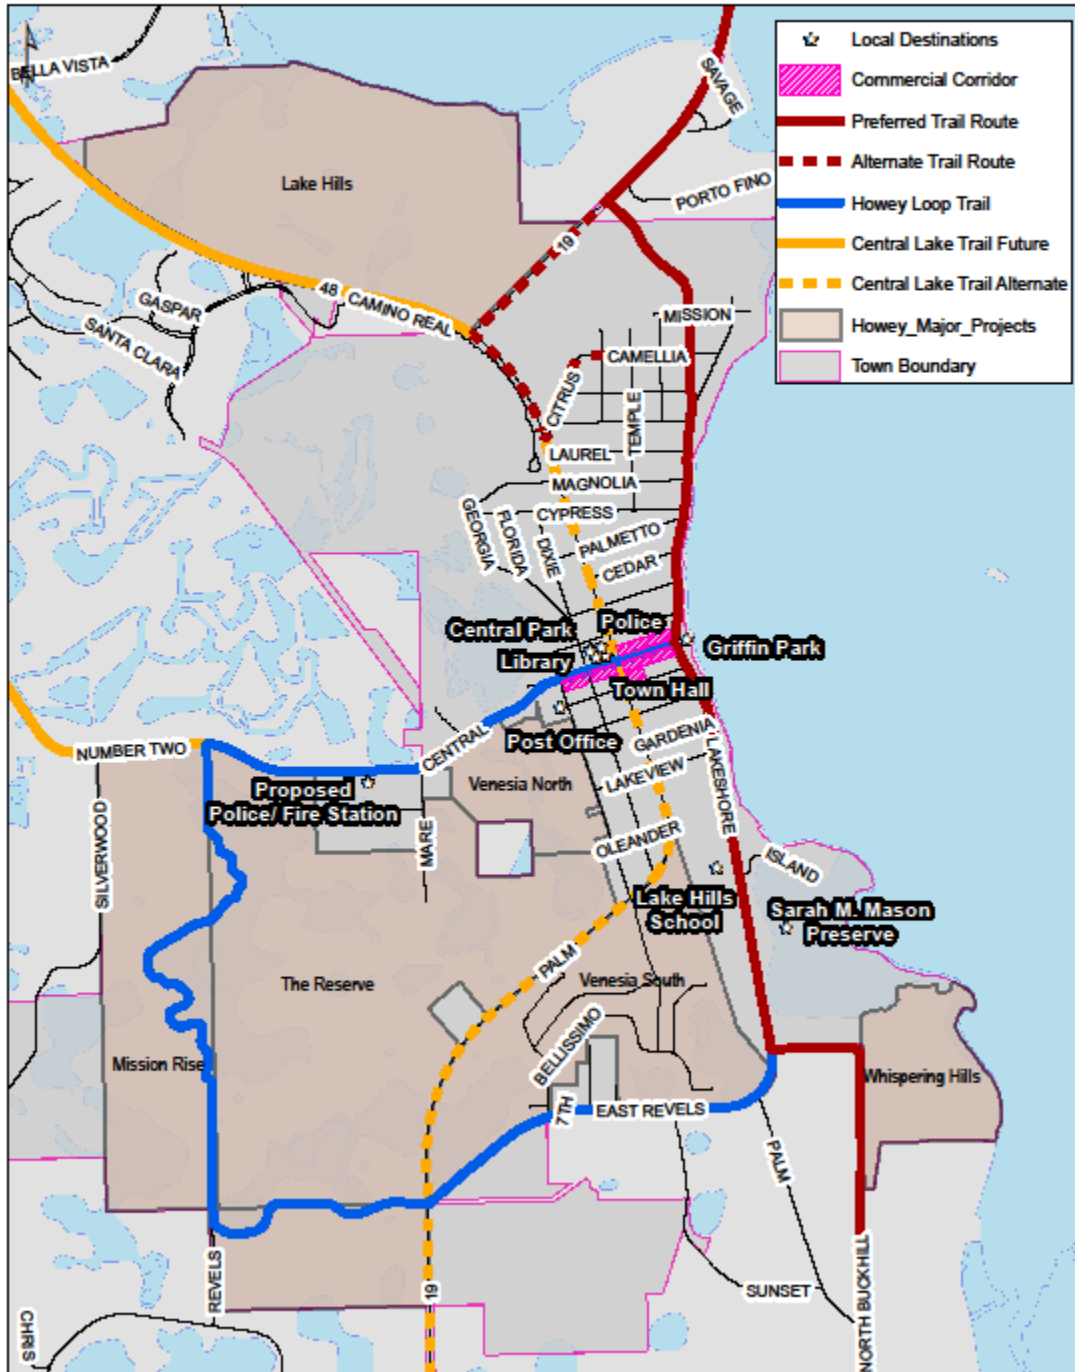 Local Destinations
Commercial Corridor
Preferred Trail Route
Alternate Trail Route
Howey Loop Trail
Central Lake Trail Future
Central Lake Trail Alternate
Howey_Major_Projects
Town Boundary
BELLA VISTA
SAVAGE
Lake Hills
PORTO FINO
19
48 CAMINO REAL
GASPAR
SANTA CLARA
MISSION
CAMELLIA
CITRUS
TEMPLE
LAUREL
MAGNOLIA
GEORGIA
FLORIDA
CYPRESS
DIXIE
PALMETTO
CEDAR
Central Park
Police
Library
Griffin Park
Town Hall
Post Office
GARDENIA
CENTRAL
NUMBER TWO
LAKEVIEW
LAKESHORE
Proposed
Police/ Fire Station
Venesia North
SILVERWOOD
MARE
OLEANDER
ISLAND
Lake Hills
School
Sarah M. Mason
Preserve
PALM
The Reserve
Venesia South
BELLISSIMO
Mission Rise
Whispering Hills
7TH
EAST REVELS
PALM
REVELS
19
SUNSET
NORTH BUCKHILL
CHRIS